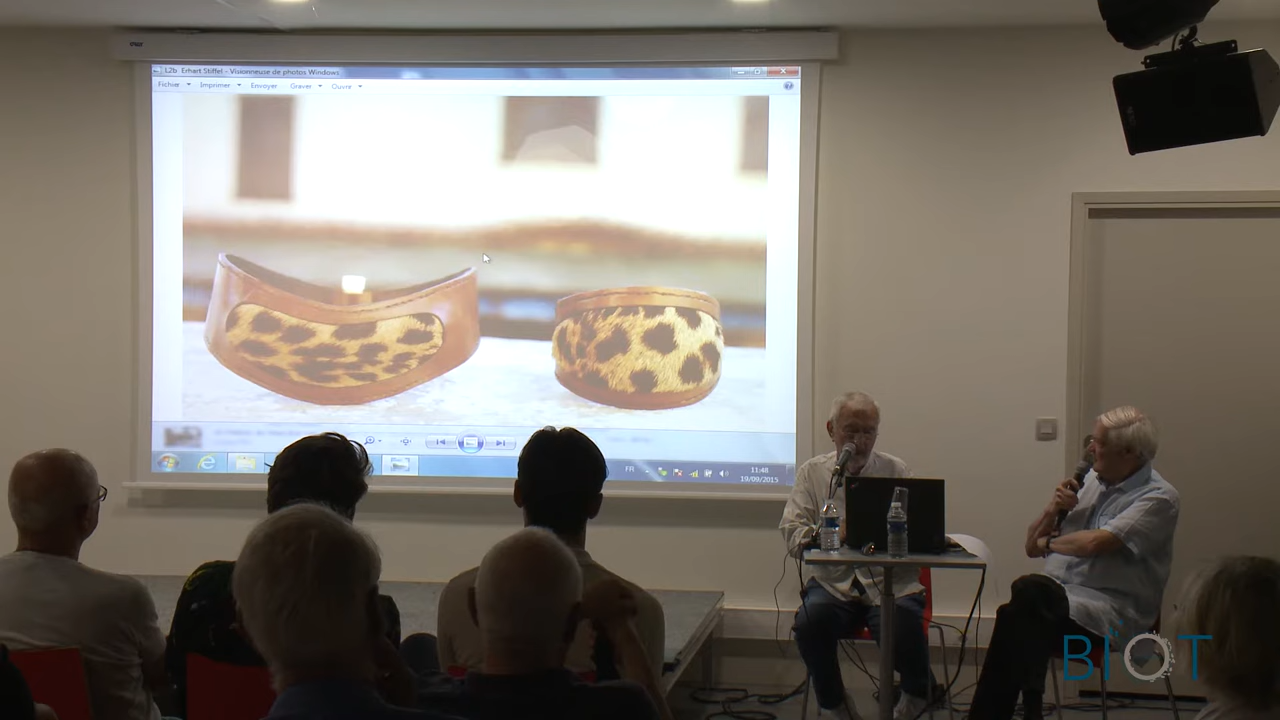 L2b Erhart Stiffel - Visionneuse de photos Windows
Fichier Imprimer Envoyer Graver Ouvrir
FR
11:48
19/09/2015
BIOT